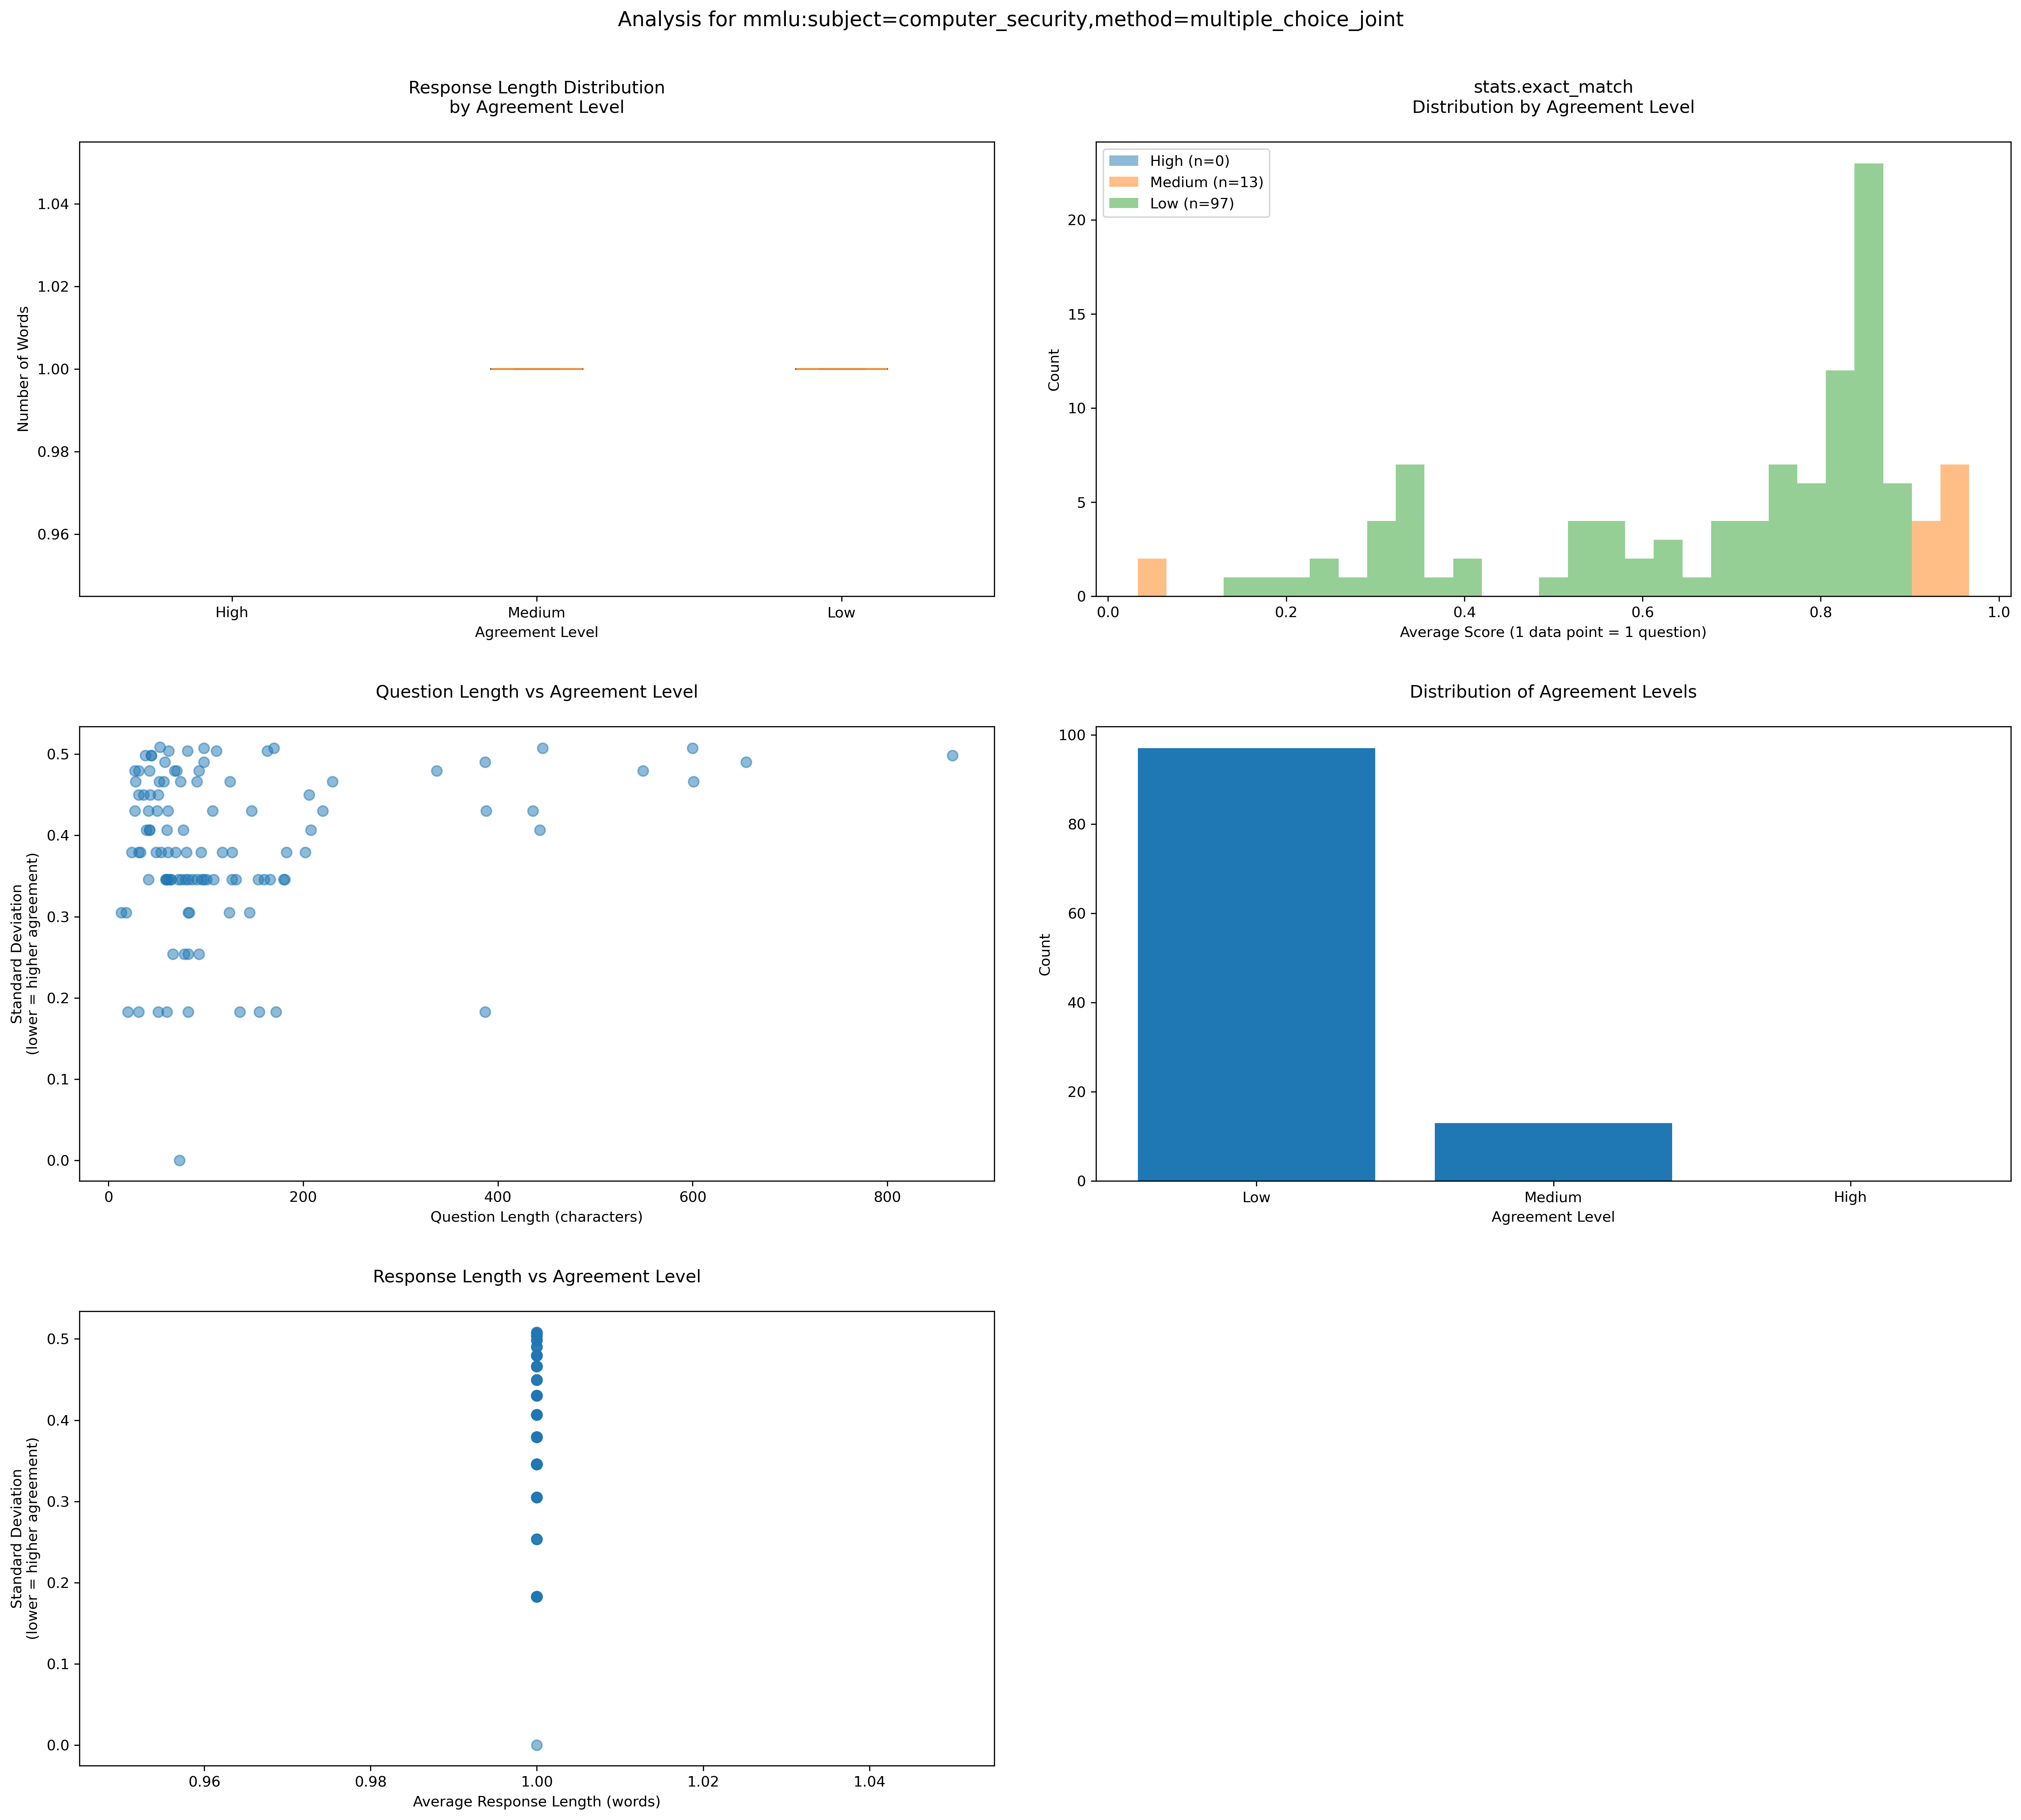 Analysis for mmlu:subject=computer_security,method=multiple_choice_joint
Response Length Distribution
by Agreement Level
Number of Words
1.04
1.02
1.00
0.98
0.96
High
Medium
Low
Agreement Level
stats.exact_match
Distribution by Agreement Level
High (n=0)
Medium (n=13)
Low (n=97)
Count
20
15
10
5
0
0.0
0.2
0.4
0.6
0.8
1.0
Average Score (1 data point = 1 question)
Question Length vs Agreement Level
Standard Deviation
(lower = higher agreement)
0.5
0.4
0.3
0.2
0.1
0.0
0
200
400
600
800
Question Length (characters)
Distribution of Agreement Levels
Count
100
80
60
40
20
0
Low
Medium
High
Agreement Level
Response Length vs Agreement Level
Standard Deviation
(lower = higher agreement)
0.5
0.4
0.3
0.2
0.1
0.0
0.96
0.98
1.00
1.02
1.04
Average Response Length (words)